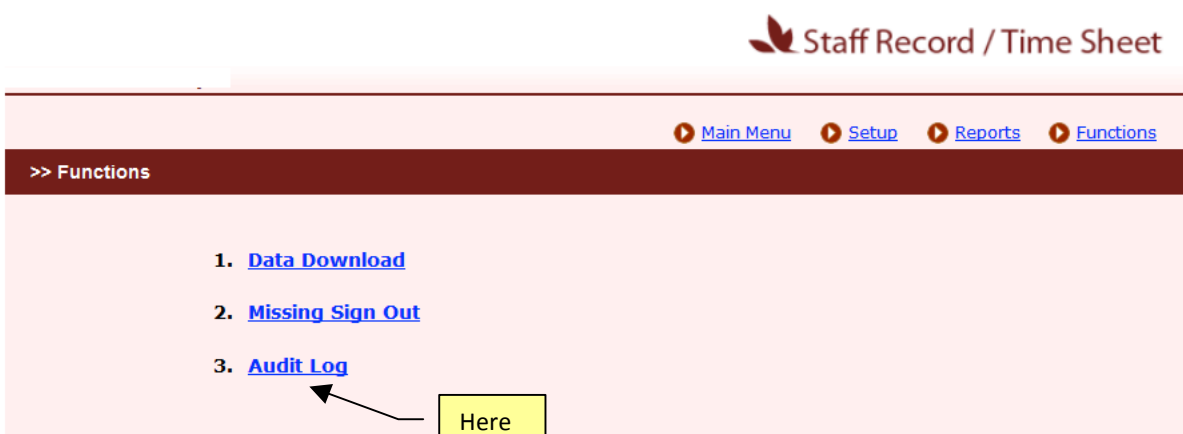 Staff Record / Time Sheet
Main Menu Setup Reports Functions
>> Functions
1. Data Download
2. Missing Sign Out
3. Audit Log
Here